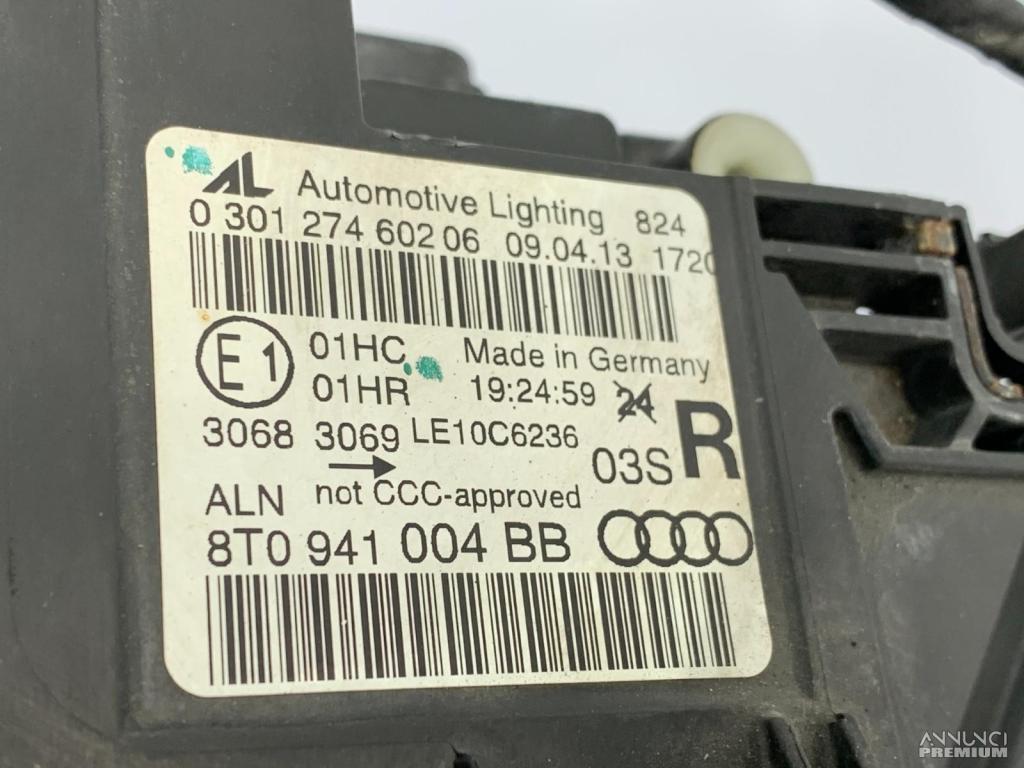 AL Automotive Lighting 824
0 301 274 602 06 09.04.13 1720
E1 01HC Made in Germany
01HR 19:24:59 24 R
3068 3069 LE10C6236 03S
ALN not CCC-approved
8T0 941 004 BB
ANNUNCI
PREMIUM